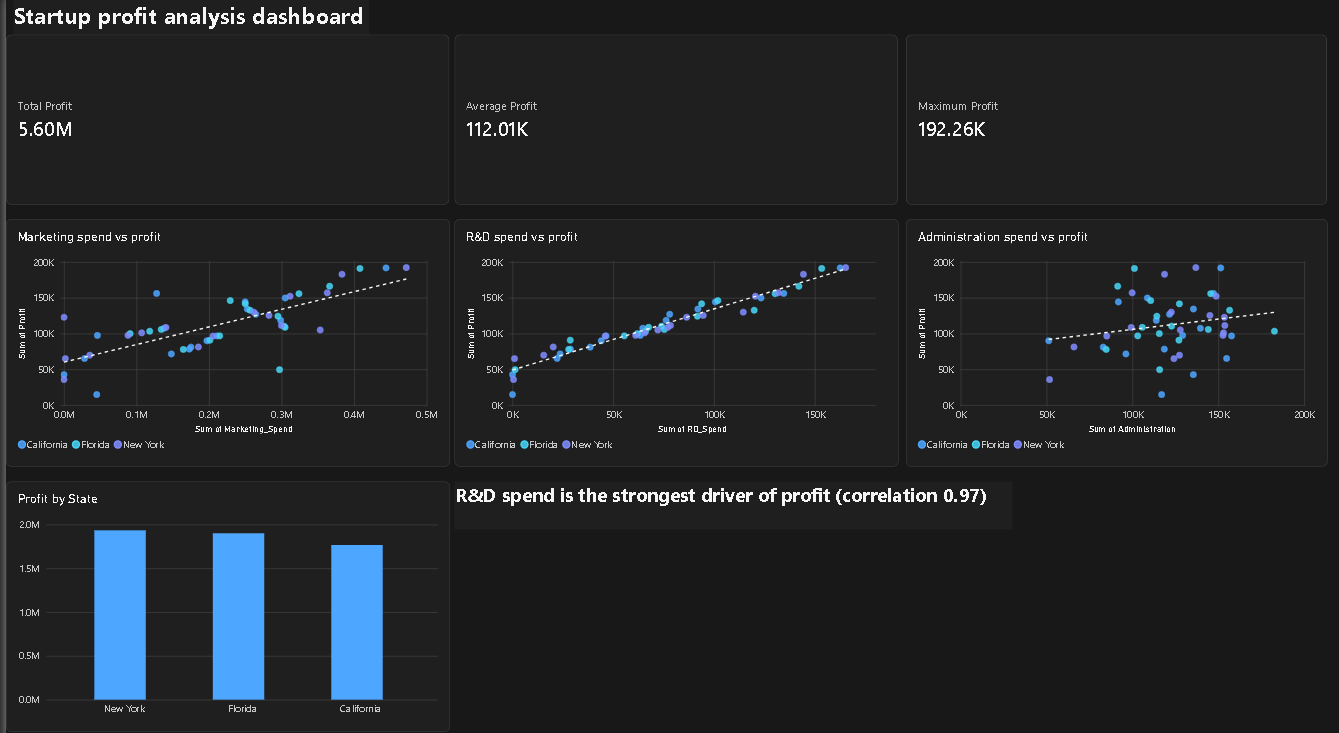 Startup profit analysis dashboard
Total Profit
5.60M
Average Profit
112.01K
Maximum Profit
192.26K
Marketing spend vs profit
200K
150K
100K
50K
0K
Sum of Profit
0.0M 0.1M 0.2M 0.3M 0.4M 0.5M
Sum of Marketing_Spend
California Florida New York
R&D spend vs profit
200K
150K
100K
50K
0K
Sum of Profit
0K 50K 100K 150K
Sum of RD_Spend
California Florida New York
Administration spend vs profit
200K
150K
100K
50K
0K
Sum of Profit
0K 50K 100K 150K 200K
Sum of Administration
California Florida New York
Profit by State
2.0M
1.5M
1.0M
0.5M
0.0M
New York Florida California
R&D spend is the strongest driver of profit (correlation 0.97)